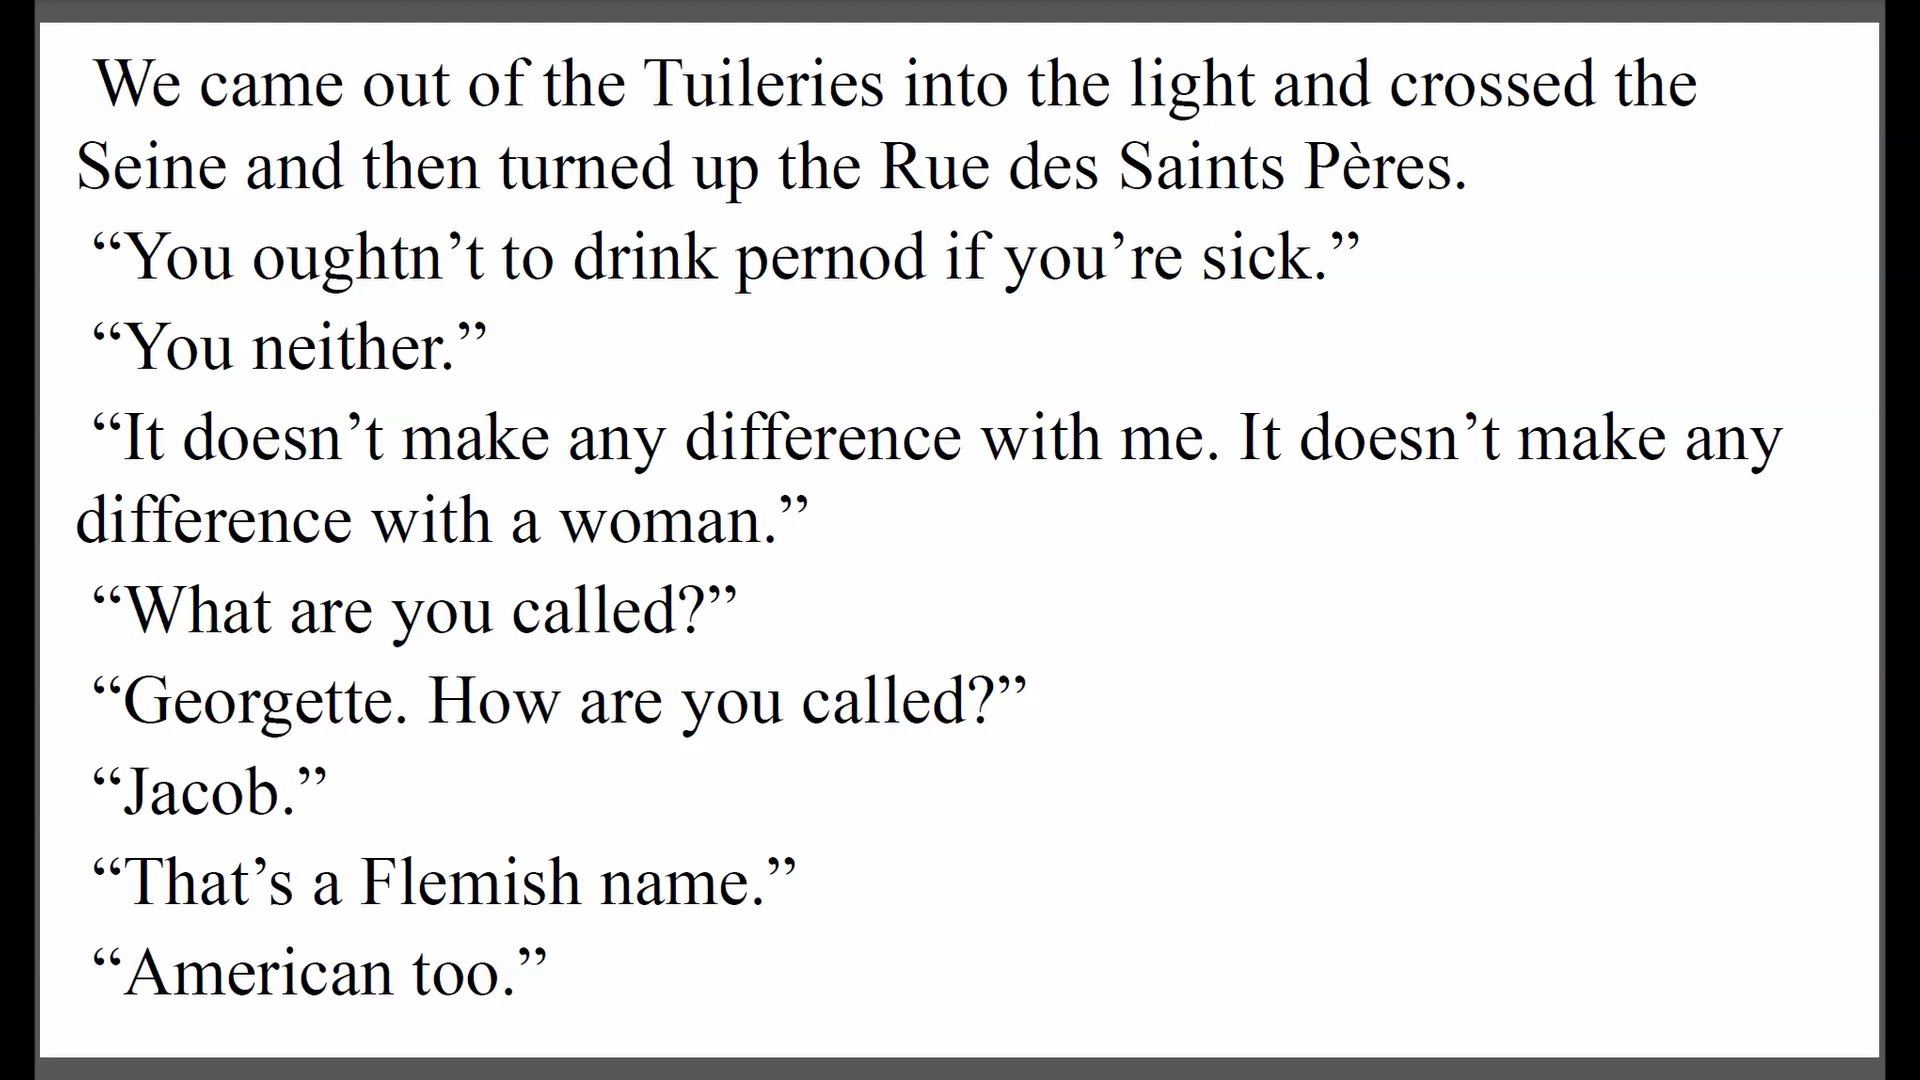 We came out of the Tuileries into the light and crossed the
Seine and then turned up the Rue des Saints Pères.
“You oughtn’t to drink pernod if you’re sick.”
“You neither.”
“It doesn’t make any difference with me. It doesn’t make any
difference with a woman.”
“What are you called?”
“Georgette. How are you called?”
“Jacob.”
“That’s a Flemish name.”
“American too.”